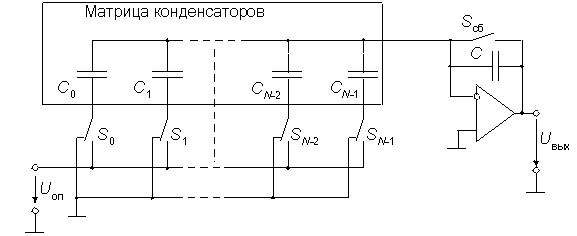 Матрица конденсаторов
Sсб
C
C0 C1 CN-2 CN-1
S0 S1 SN-2 SN-1
Uвых
Uоп